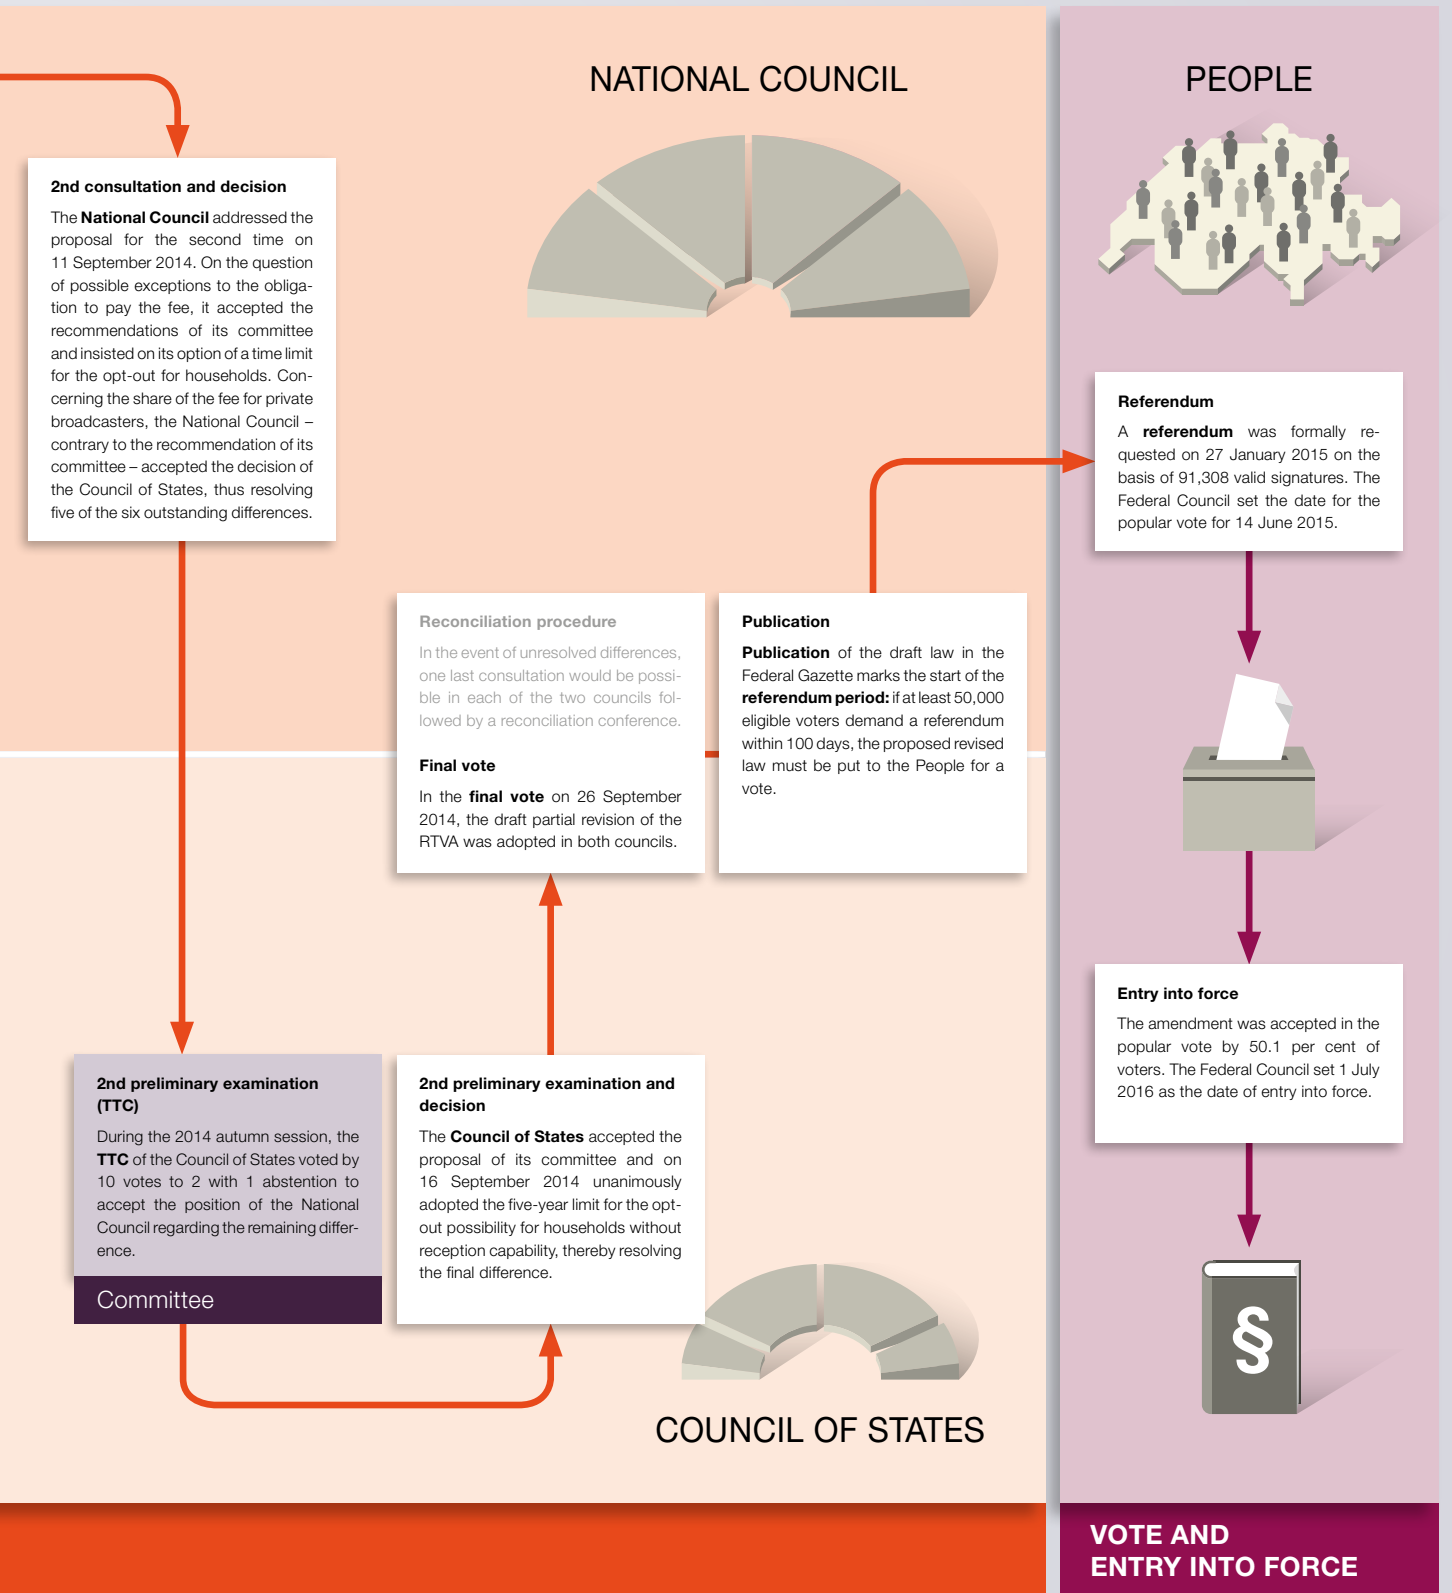 NATIONAL COUNCIL
2nd consultation and decision
The National Council addressed the
proposal for the second time on
11 September 2014. On the question
of possible exceptions to the obliga-
tion to pay the fee, it accepted the
recommendations of its committee
and insisted on its option of a time limit
for the opt-out for households. Con-
cerning the share of the fee for private
broadcasters, the National Council –
contrary to the recommendation of its
committee – accepted the decision of
the Council of States, thus resolving
five of the six outstanding differences.
Reconciliation procedure
In the event of unresolved differences,
one last consultation would be possi-
ble in each of the two councils fol-
lowed by a reconciliation conference.
Final vote
In the final vote on 26 September
2014, the draft partial revision of the
RTVA was adopted in both councils.
Publication
Publication of the draft law in the
Federal Gazette marks the start of the
referendum period: if at least 50,000
eligible voters demand a referendum
within 100 days, the proposed revised
law must be put to the People for a
vote.
2nd preliminary examination
(TTC)
During the 2014 autumn session, the
TTC of the Council of States voted by
10 votes to 2 with 1 abstention to
accept the position of the National
Council regarding the remaining differ-
ence.
Committee
2nd preliminary examination and
decision
The Council of States accepted the
proposal of its committee and on
16 September 2014 unanimously
adopted the five-year limit for the opt-
out possibility for households without
reception capability, thereby resolving
the final difference.
COUNCIL OF STATES
PEOPLE
Referendum
A referendum was formally re-
quested on 27 January 2015 on the
basis of 91,308 valid signatures. The
Federal Council set the date for the
popular vote for 14 June 2015.
Entry into force
The amendment was accepted in the
popular vote by 50.1 per cent of
voters. The Federal Council set 1 July
2016 as the date of entry into force.
§
VOTE AND
ENTRY INTO FORCE